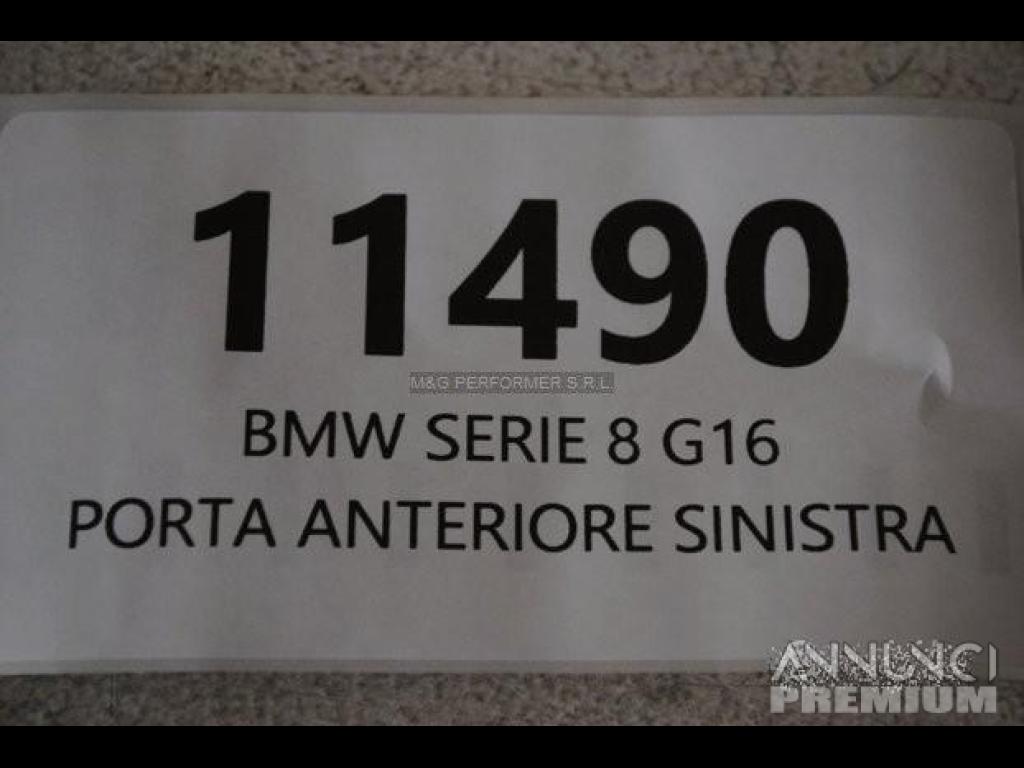 11490
M&G PERFORMER S.R.L.
BMW SERIE 8 G16
PORTA ANTERIORE SINISTRA
ANNUNCI
PREMIUM